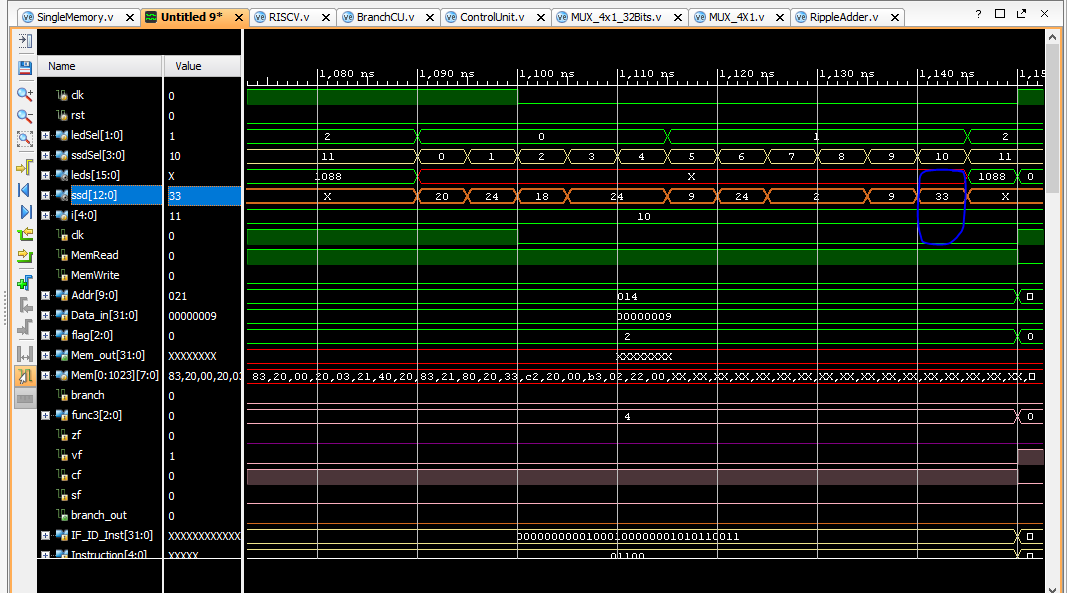 SingleMemory.v × Untitled 9* × RISCV.v × BranchCU.v × ControlUnit.v × MUX_4x1_32Bits.v × MUX_4X1.v × RippleAdder.v × ?
Name Value 1,080 ns 1,090 ns 1,100 ns 1,110 ns 1,120 ns 1,130 ns 1,140 ns 1,15
clk 0
rst 0
ledSel[1:0] 1 2 0 1 2
ssdSel[3:0] 10 11 0 1 2 3 4 5 6 7 8 9 10 11
leds[15:0] X 1088 X 1088 0
ssd[12:0] 33 X 20 24 18 24 9 24 2 9 33 X
i[4:0] 11 10
clk 0
MemRead 0
MemWrite 0
Addr[9:0] 021 014
Data_in[31:0] 00000009 00000009
flag[2:0] 0 2 0
Mem_out[31:0] XXXXXXXX XXXXXXXX
Mem[0:1023][7:0] 83,20,00,20,03 83,20,00,20,03,21,40,20,83,21,80,20,33,c2,20,00,b3,02,22,00,XX,XX,XX,XX,XX,XX,XX,XX,XX,XX,XX,XX,XX,XX,XX,XX,XX
branch 0
func3[2:0] 0 4 0
zf 0
vf 1
cf 0
sf 0
branch_out 0
IF_ID_Inst[31:0] XXXXXXXXXXXX 00000000001000100000001010110011
Instruction[4:0] XXXXX 01100